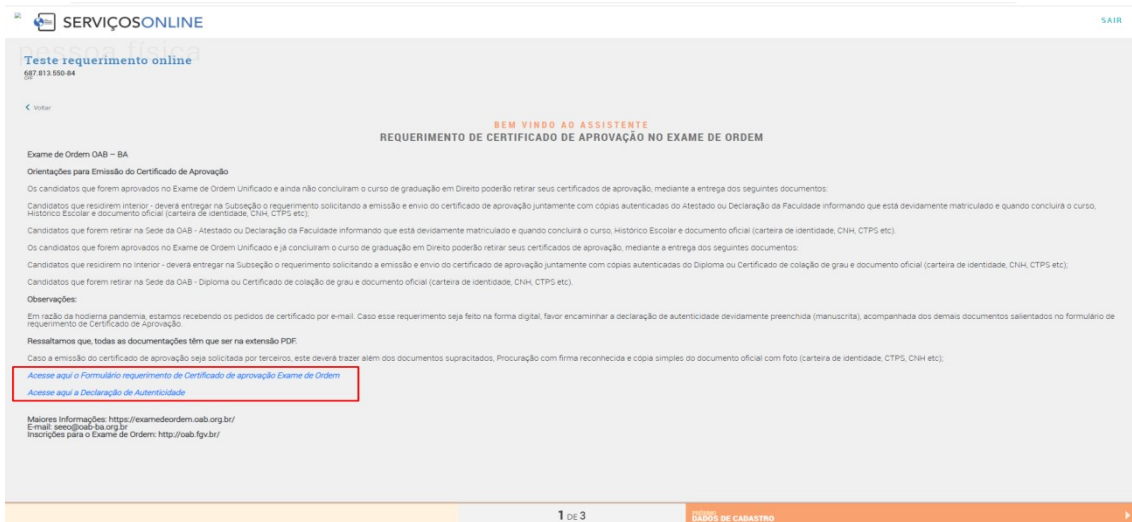 SERVIÇOSONLINE
SAIR
pessoa física
Teste requerimento online
687.813.550-84
Voltar
BEM VINDO AO ASSISTENTE
REQUERIMENTO DE CERTIFICADO DE APROVAÇÃO NO EXAME DE ORDEM
Exame de Ordem OAB – BA
Orientações para Emissão do Certificado de Aprovação
Os candidatos que forem aprovados no Exame de Ordem Unificado e ainda não concluíram o curso de graduação em Direito poderão retirar seus certificados de aprovação, mediante a entrega dos seguintes documentos:
Candidatos que residirem interior - deverá entregar na Subseção o requerimento solicitando a emissão e envio do certificado de aprovação juntamente com cópias autenticadas do Atestado ou Declaração da Faculdade informando que está devidamente matriculado e quando concluirá o curso,
Histórico Escolar e documento oficial (carteira de identidade, CNH, CTPS etc);
Candidatos que forem retirar na Sede da OAB - Atestado ou Declaração da Faculdade informando que está devidamente matriculado e quando concluirá o curso, Histórico Escolar e documento oficial (carteira de identidade, CNH, CTPS etc).
Os candidatos que forem aprovados no Exame de Ordem Unificado e já concluíram o curso de graduação em Direito poderão retirar seus certificados de aprovação, mediante a entrega dos seguintes documentos:
Candidatos que residirem no Interior - deverá entregar na Subseção o requerimento solicitando a emissão e envio do certificado de aprovação juntamente com copias autenticadas do Diploma ou Certificado de colação de grau e documento oficial (carteira de identidade, CNH, CTPS etc);
Candidatos que forem retirar na Sede da OAB - Diploma ou Certificado de colação de grau e documento oficial (carteira de identidade, CNH, CTPS etc).
Observações:
Em razão da hodierna pandemia, estamos recebendo os pedidos de certificado por e-mail. Caso esse requerimento seja feito na forma digital, favor encaminhar a declaração de autenticidade devidamente preenchida (manuscrita), acompanhada dos demais documentos salientados no formulário de
requerimento de Certificado de Aprovação.
Ressaltamos que, todas as documentações têm que ser na extensão PDF.
Caso a emissão do certificado de aprovação seja solicitada por terceiros, este deverá trazer além dos documentos supracitados, Procuração com firma reconhecida e copia simples do documento oficial com foto (carteira de identidade, CTPS, CNH etc);
Acesse aqui o Formulário requerimento de Certificado de aprovação Exame de Ordem
Acesse aqui a Declaração de Autenticidade
Maiores Informações: https://examedeordem.oab.org.br/
E-mail: seeo@oab-ba.org.br
Inscrições para o Exame de Ordem: http://oab.fgv.br/
1 DE 3
PRÓXIMO
DADOS DE CADASTRO